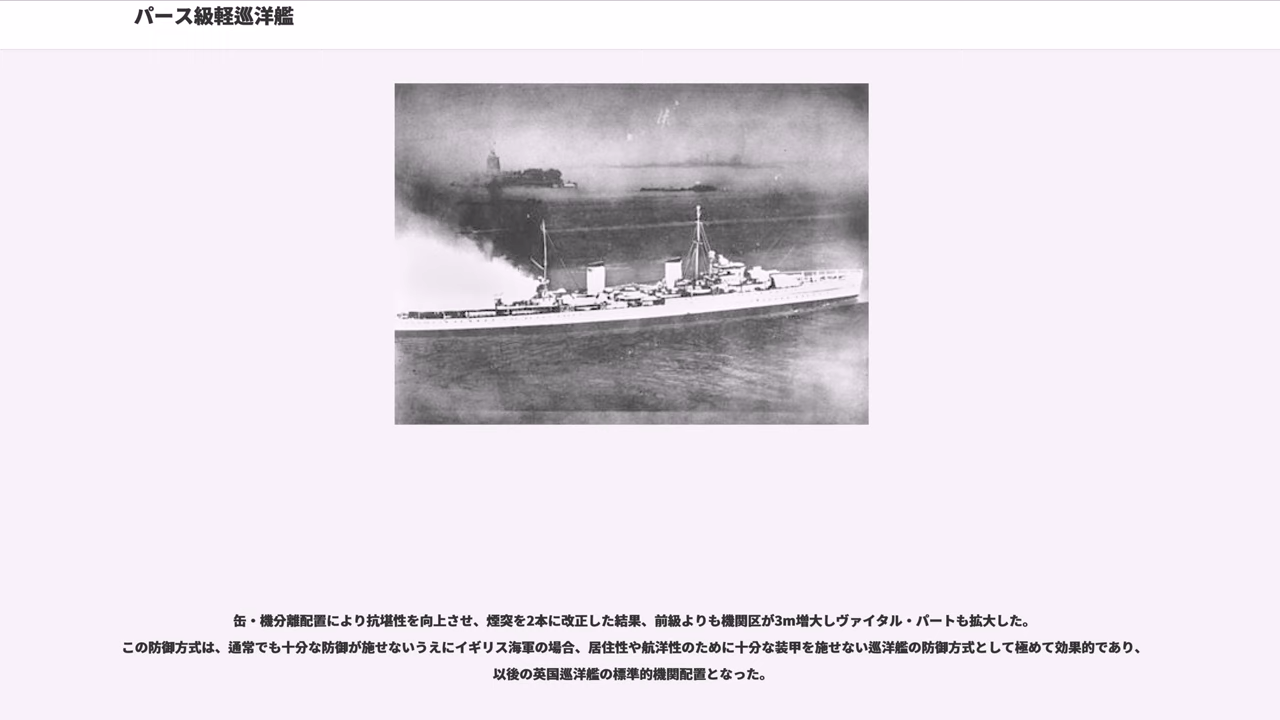 パース級軽巡洋艦
缶・機分離配置により抗堪性を向上させ、煙突を2本に改正した結果、前級よりも機関区が3m増大しヴァイタル・パートも拡大した。
この防御方式は、通常でも十分な防御が施せないうえにイギリス海軍の場合、居住性や航洋性のために十分な装甲を施せない巡洋艦の防御方式として極めて効果的であり、
以後の英国巡洋艦の標準的機関配置となった。